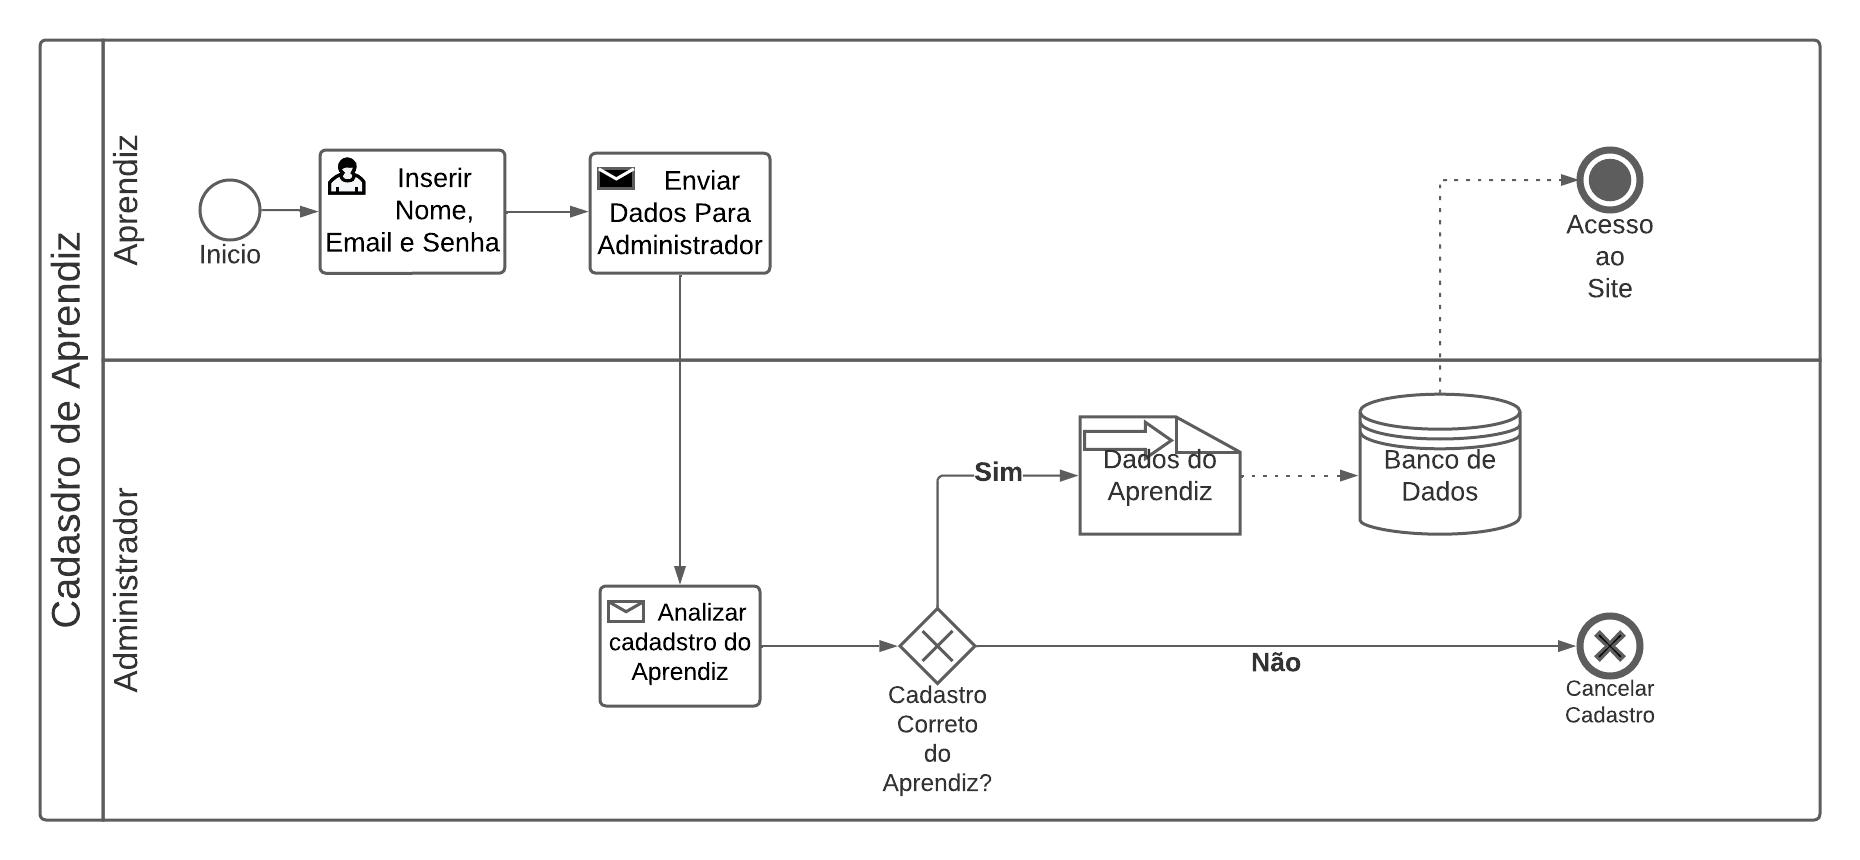 Cadasdro de Aprendiz
Aprendiz
Inicio
Inserir
Nome,
Email e Senha
Enviar
Dados Para
Administrador
Acesso
ao
Site
Administrador
Analizar
cadadstro do
Aprendiz
Cadastro
Correto
do
Aprendiz?
Sim
Dados do
Aprendiz
Banco de
Dados
Não
Cancelar
Cadastro